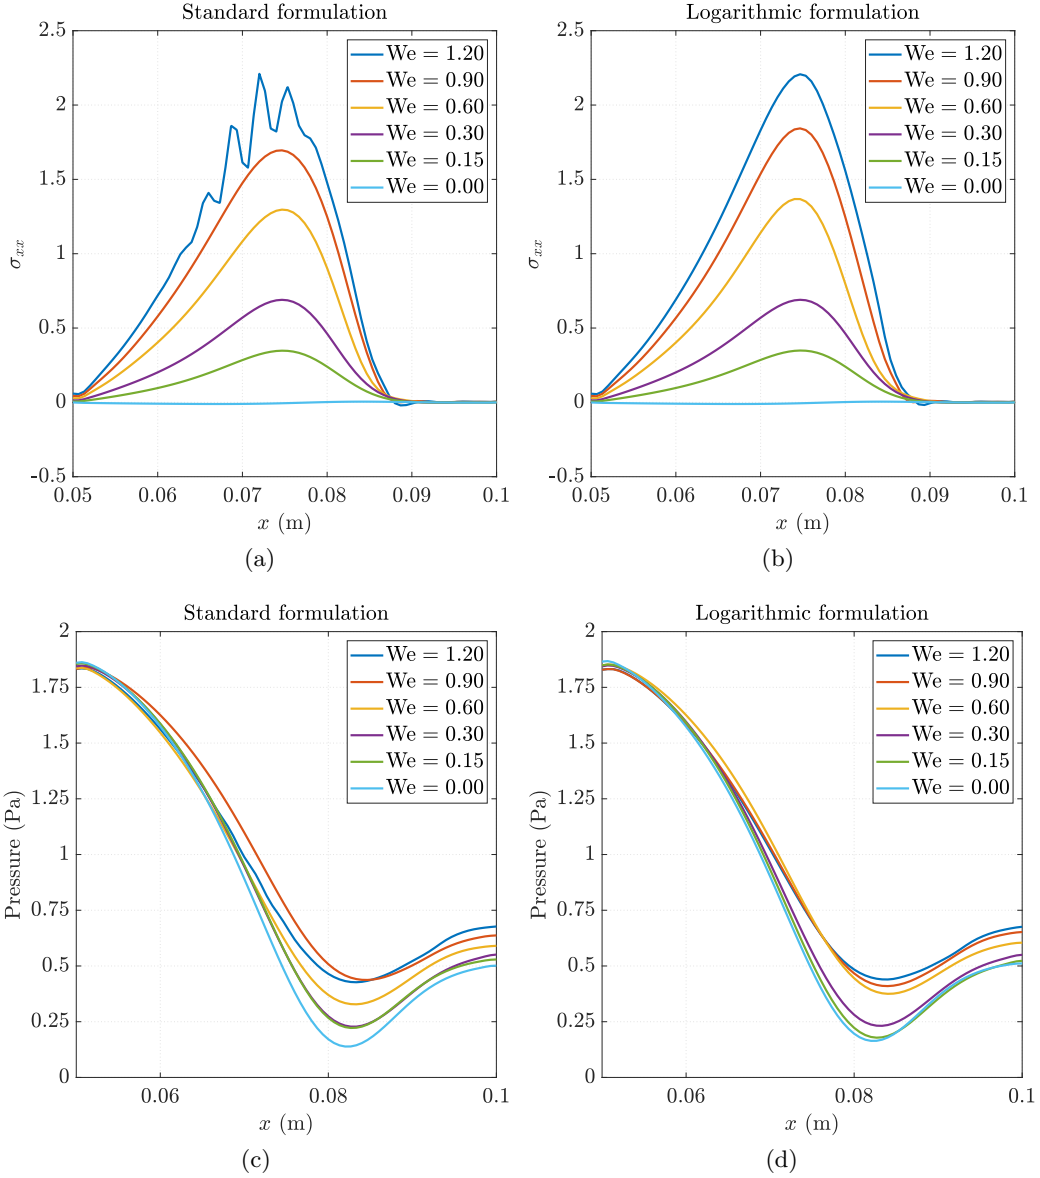 Standard formulation
2.5
2
1.5
1
0.5
0
-0.5
σxx
We = 1.20
We = 0.90
We = 0.60
We = 0.30
We = 0.15
We = 0.00
0.05 0.06 0.07 0.08 0.09 0.1
x (m)
(a)
Logarithmic formulation
2.5
2
1.5
1
0.5
0
-0.5
σxx
We = 1.20
We = 0.90
We = 0.60
We = 0.30
We = 0.15
We = 0.00
0.05 0.06 0.07 0.08 0.09 0.1
x (m)
(b)
Standard formulation
2
1.75
1.5
1.25
1
0.75
0.5
0.25
0
Pressure (Pa)
We = 1.20
We = 0.90
We = 0.60
We = 0.30
We = 0.15
We = 0.00
0.06 0.08 0.1
x (m)
(c)
Logarithmic formulation
2
1.75
1.5
1.25
1
0.75
0.5
0.25
0
Pressure (Pa)
We = 1.20
We = 0.90
We = 0.60
We = 0.30
We = 0.15
We = 0.00
0.06 0.08 0.1
x (m)
(d)